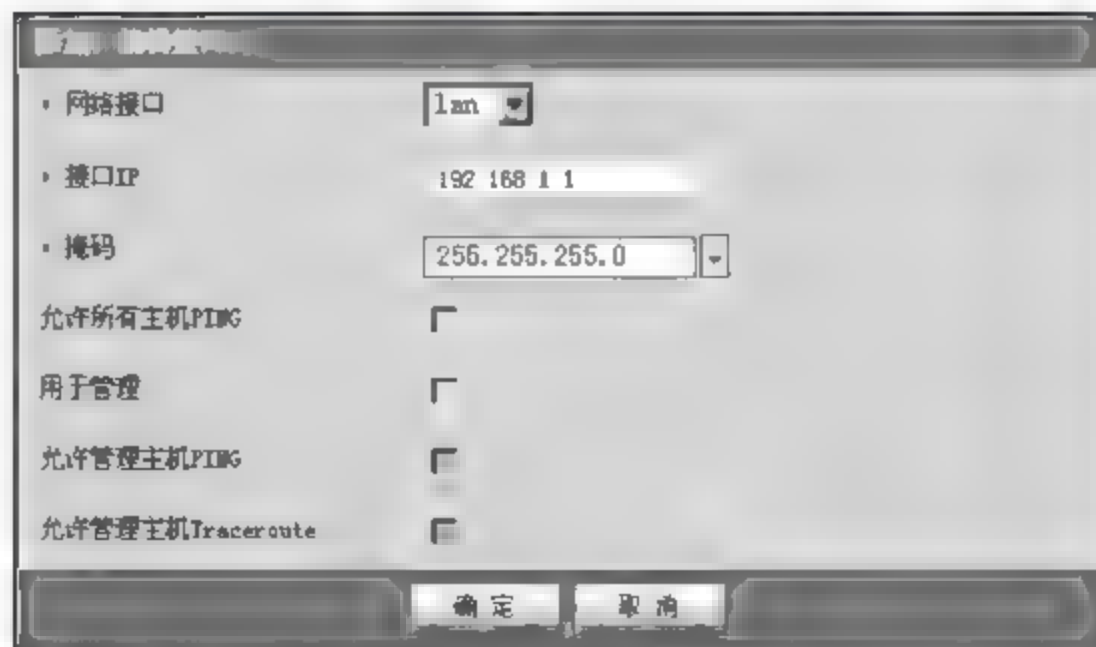 网络接口 lan
接口IP 192 168 1 1
掩码 255.255.255.0
允许所有主机PING
用于管理
允许管理主机PING
允许管理主机Traceroute
确定 取消